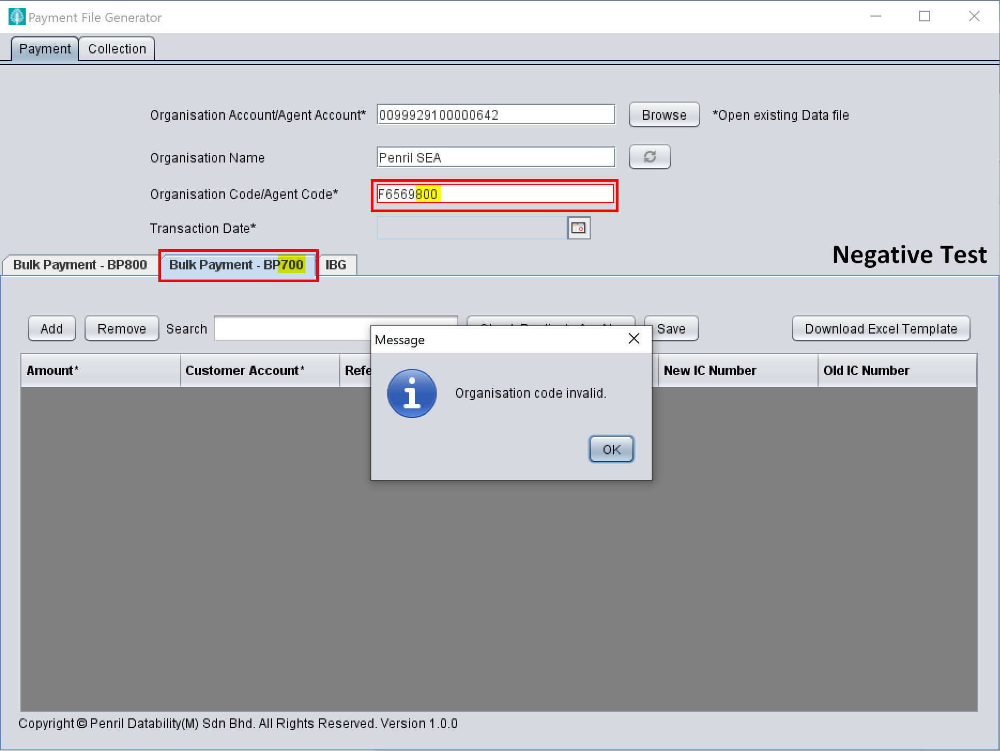 Payment File Generator
Payment Collection
Organisation Account/Agent Account* 0099929100000642 Browse *Open existing Data file
Organisation Name Penril SEA
Organisation Code/Agent Code* F6569800
Transaction Date*
Negative Test
Bulk Payment - BP800 Bulk Payment - BP700 IBG
Add Remove Search Save Download Excel Template
Message
Amount* Customer Account* Refe New IC Number Old IC Number
Organisation code invalid.
OK
Copyright © Penril Datability(M) Sdn Bhd. All Rights Reserved. Version 1.0.0